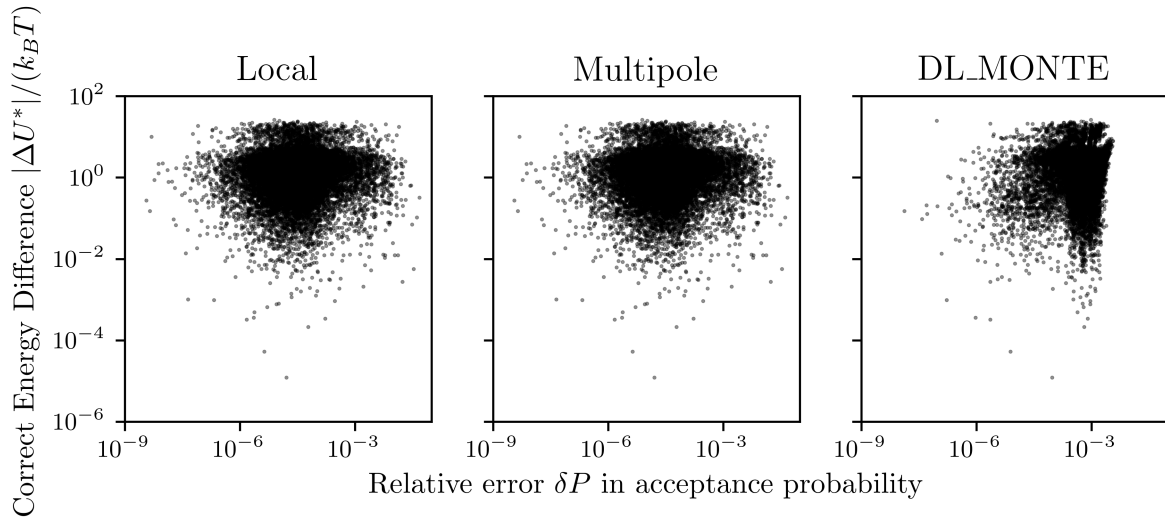 Local
Multipole
DL_MONTE
Correct Energy Difference |ΔU*|/(k_BT)
10^2
10^0
10^−2
10^−4
10^−6
10^−9 10^−6 10^−3
10^−9 10^−6 10^−3
10^−9 10^−6 10^−3
Relative error δP in acceptance probability